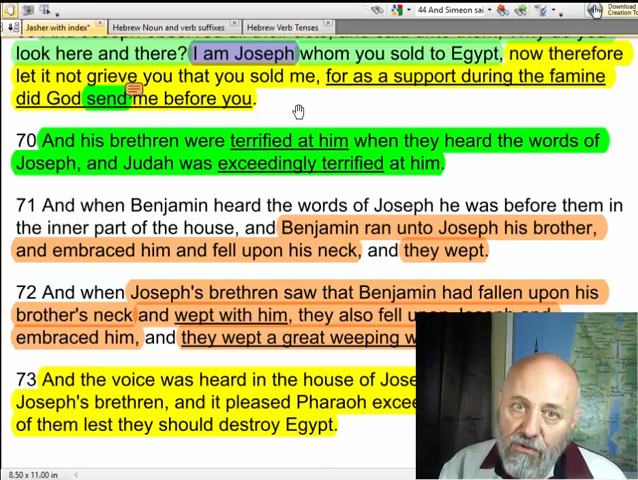 Jasher with index*
Hebrew Noun and verb suffixes
Hebrew Verb Tenses
44 And Simeon sai
Download
look here and there? I am Joseph whom you sold to Egypt, now therefore
let it not grieve you that you sold me, for as a support during the famine
did God send me before you.
70 And his brethren were terrified at him when they heard the words of
Joseph, and Judah was exceedingly terrified at him.
71 And when Benjamin heard the words of Joseph he was before them in
the inner part of the house, and Benjamin ran unto Joseph his brother,
and embraced him and fell upon his neck, and they wept.
72 And when Joseph's brethren saw that Benjamin had fallen upon his
brother's neck and wept with him, they also fell
embraced him, and they wept a great weeping
73 And the voice was heard in the house of
Joseph's brethren, and it pleased Pharaoh
of them lest they should destroy Egypt.
8.50 x 11.00 in